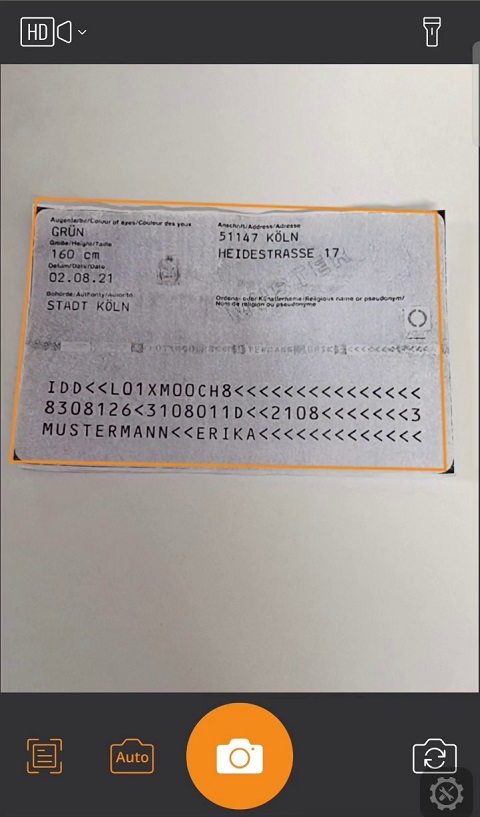 HD
Augenfarbe/Colour of eyes/Couleur des yeux
GRÜN
Größe/Height/Taille
160 cm
Datum/Date/Date
02.08.21
Behörde/Authority/Autorité
STADT KÖLN
Anschrift/Address/Adresse
51147 KÖLN
HEIDESTRASSE 17
MUSTER
Ordens- oder/Künstlername/Religious name or pseudonym/
Nom de religion ou pseudonyme
IDD<<L01XM0OCH8<<<<<<<<<<<<<<<
8308126<3108011D<<2108<<<<<<<3
MUSTERMANN<<ERIKA<<<<<<<<<<<<<
Auto